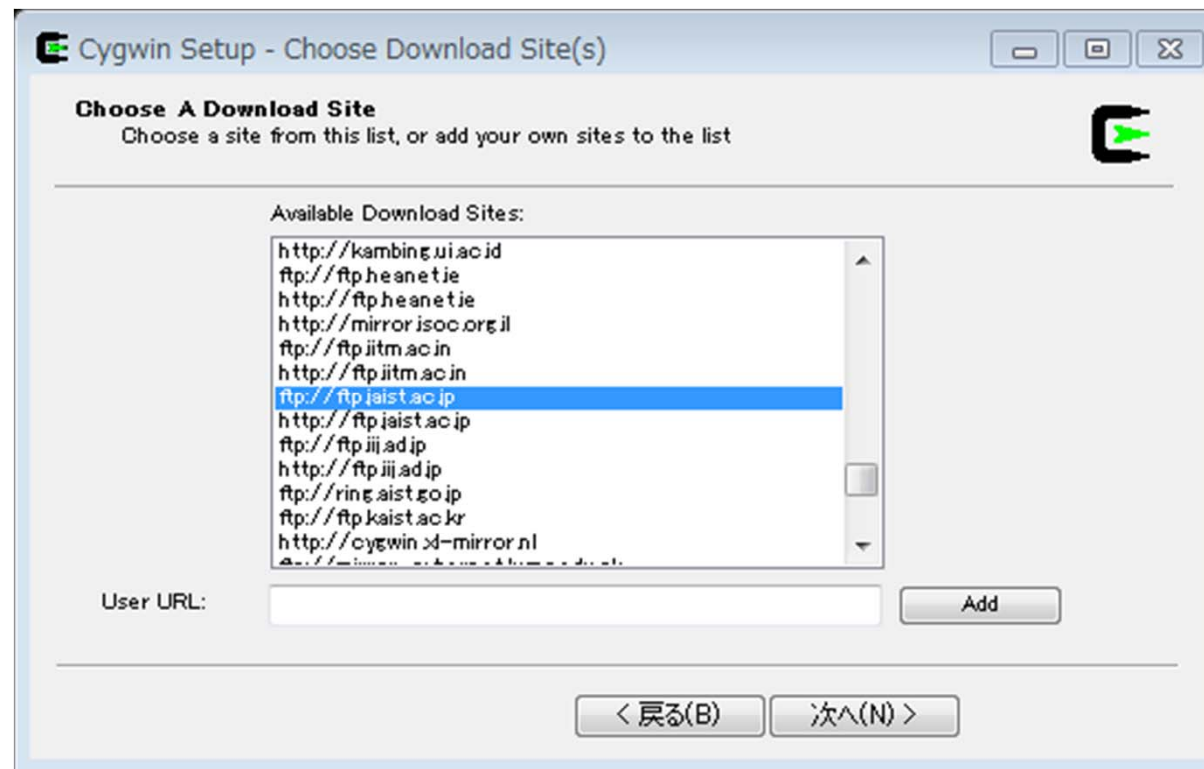 Cygwin Setup - Choose Download Site(s)
Choose A Download Site
Choose a site from this list, or add your own sites to the list
Available Download Sites:
http://kambing.ui.ac.id
ftp://ftp.heanet.ie
http://ftp.heanet.ie
http://mirror.isoc.org.il
ftp://ftp.iitm.ac.in
http://ftp.iitm.ac.in
ftp://ftp.jaist.ac.jp
http://ftp.jaist.ac.jp
ftp://ftp.iij.ad.jp
http://ftp.iij.ad.jp
ftp://ring.aist.go.jp
ftp://ftp.kaist.ac.kr
http://cygwin.xl-mirror.nl
User URL:
Add
< 戻る(B)
次へ(N) >